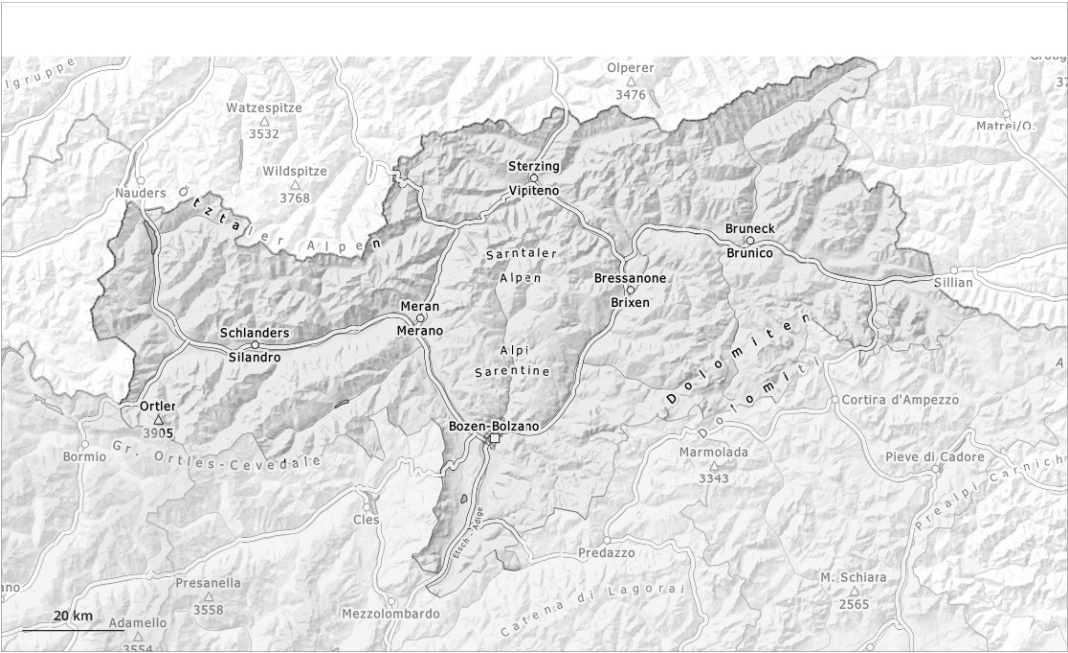 lgruppe
Olperer
3476
Watzespitze
3532
Matrei/O.
Wildspitze
3768
Nauders
Sterzing
Vipiteno
Ötztaler Alpen
Bruneck
Brunico
Sarntaler
Alpen
Bressanone
Brixen
Sillian
Meran
Merano
Schlanders
Silandro
Alpi
Sarentine
Dolomiten
Dolomiti
Ortler
3905
Cortina d'Ampezzo
Bozen-Bolzano
Gr. Ortles-Cevedale
Bormio
Marmolada
3343
Pieve di Cadore
Prealpi Carnich
Cles
Etsch - Adige
Predazzo
Presanella
3558
M. Schiara
2565
Catena di Lagorai
Mezzolombardo
20 km
Adamello
3554